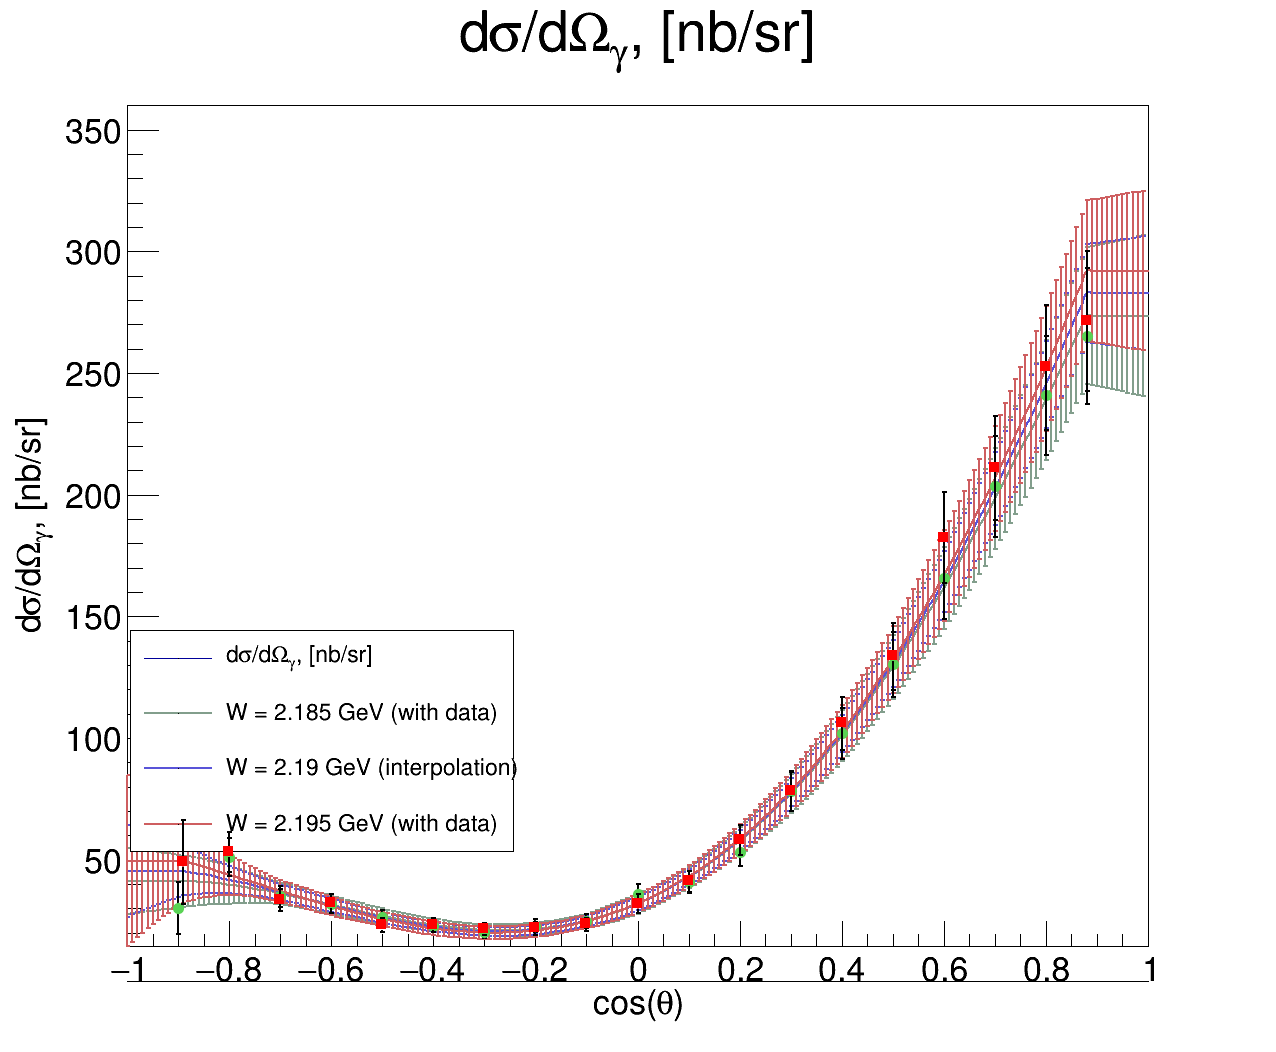 dσ/dΩγ, [nb/sr]
350
300
250
200
150
100
50
dσ/dΩγ, [nb/sr]
dσ/dΩγ, [nb/sr]
W = 2.185 GeV (with data)
W = 2.19 GeV (interpolation)
W = 2.195 GeV (with data)
−1 −0.8 −0.6 −0.4 −0.2 0 0.2 0.4 0.6 0.8 1
cos(θ)